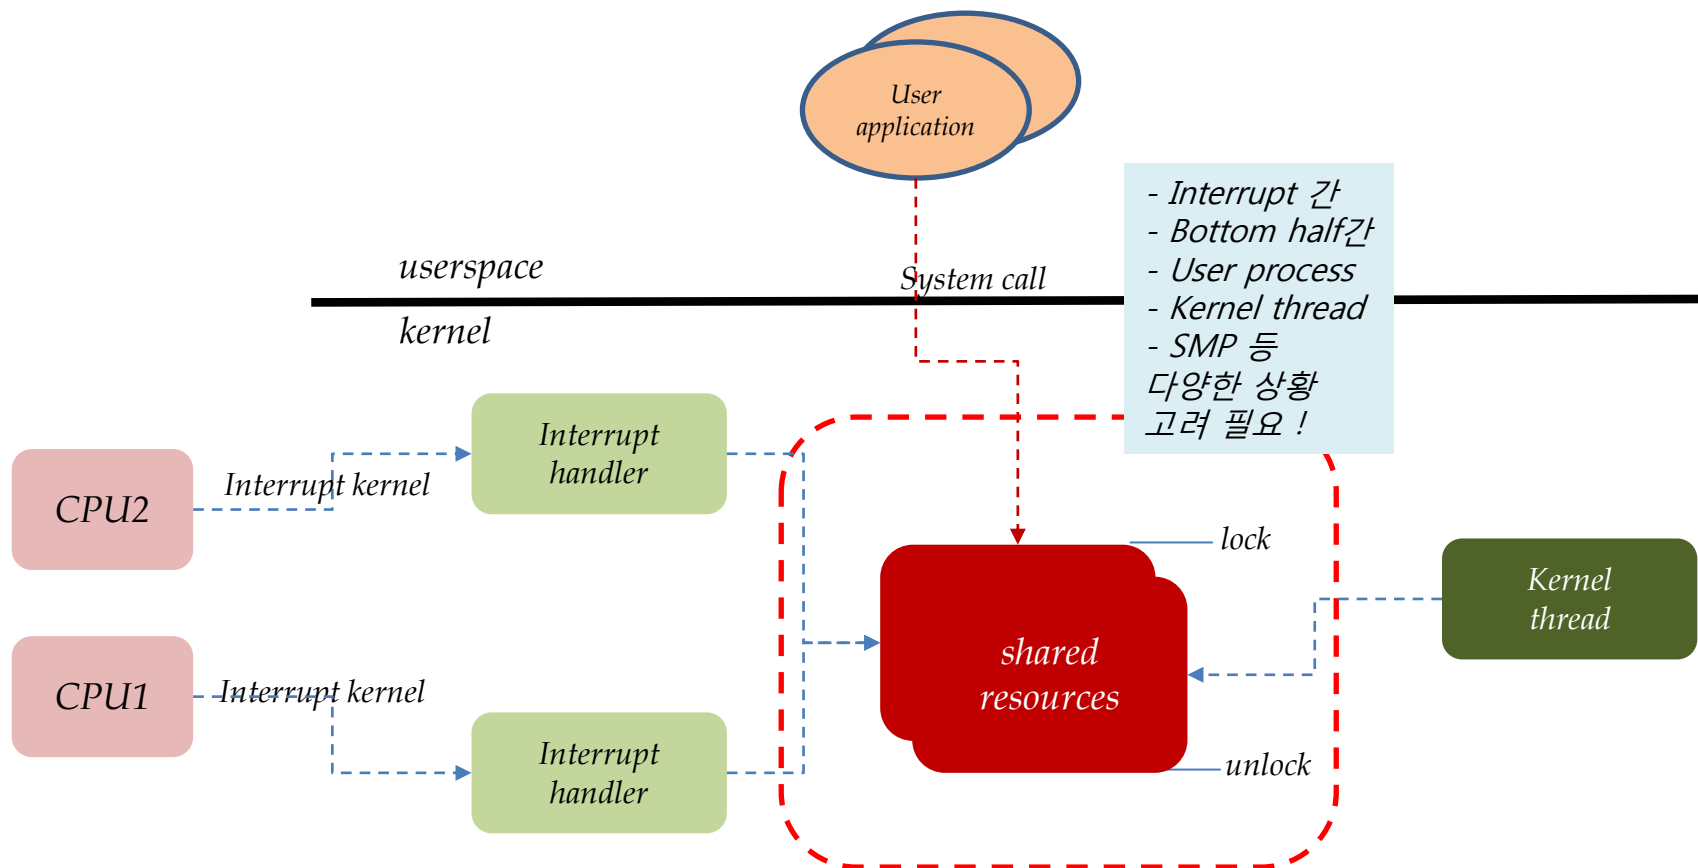 User
application
- Interrupt 간
- Bottom half간
- User process
- Kernel thread
- SMP 등
다양한 상황
고려 필요 !
userspace
System call
kernel
Interrupt
handler
CPU2
Interrupt kernel
lock
Kernel
thread
shared
resources
CPU1
Interrupt kernel
Interrupt
handler
unlock